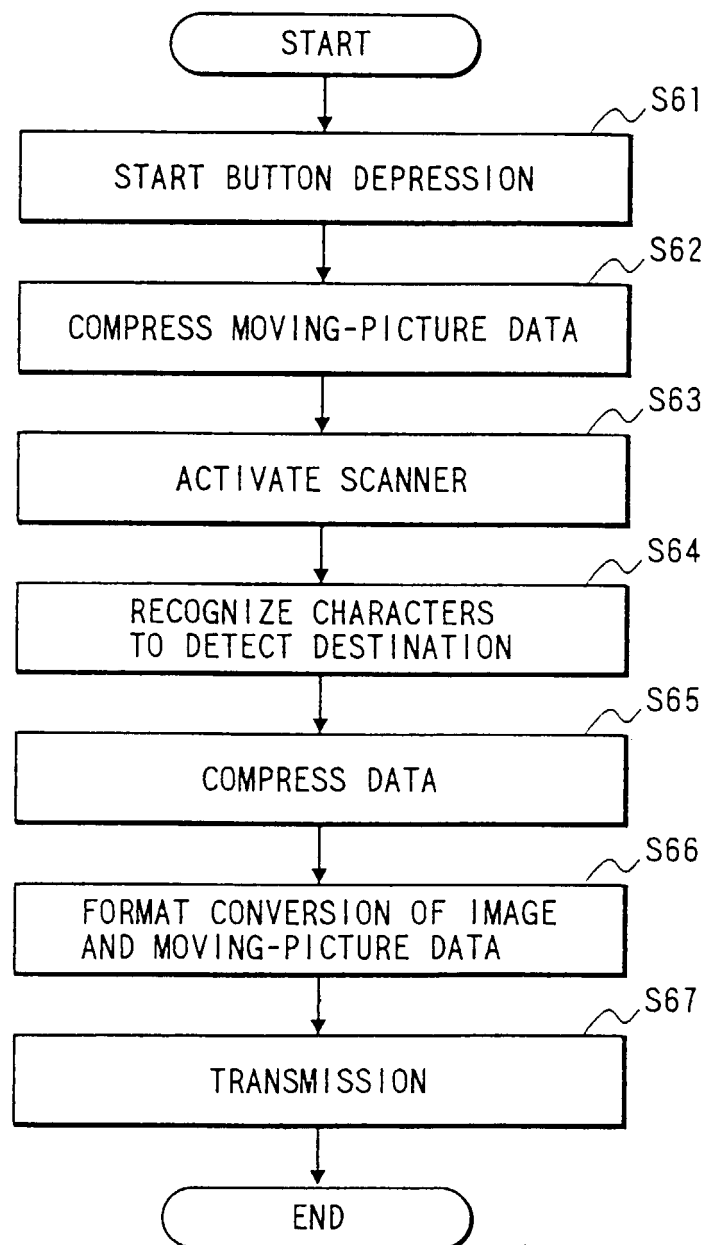 START
S61
START BUTTON DEPRESSION
S62
COMPRESS MOVING-PICTURE DATA
S63
ACTIVATE SCANNER
S64
RECOGNIZE CHARACTERS
TO DETECT DESTINATION
S65
COMPRESS DATA
S66
FORMAT CONVERSION OF IMAGE
AND MOVING-PICTURE DATA
S67
TRANSMISSION
END